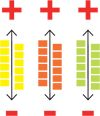 + + +
- - -